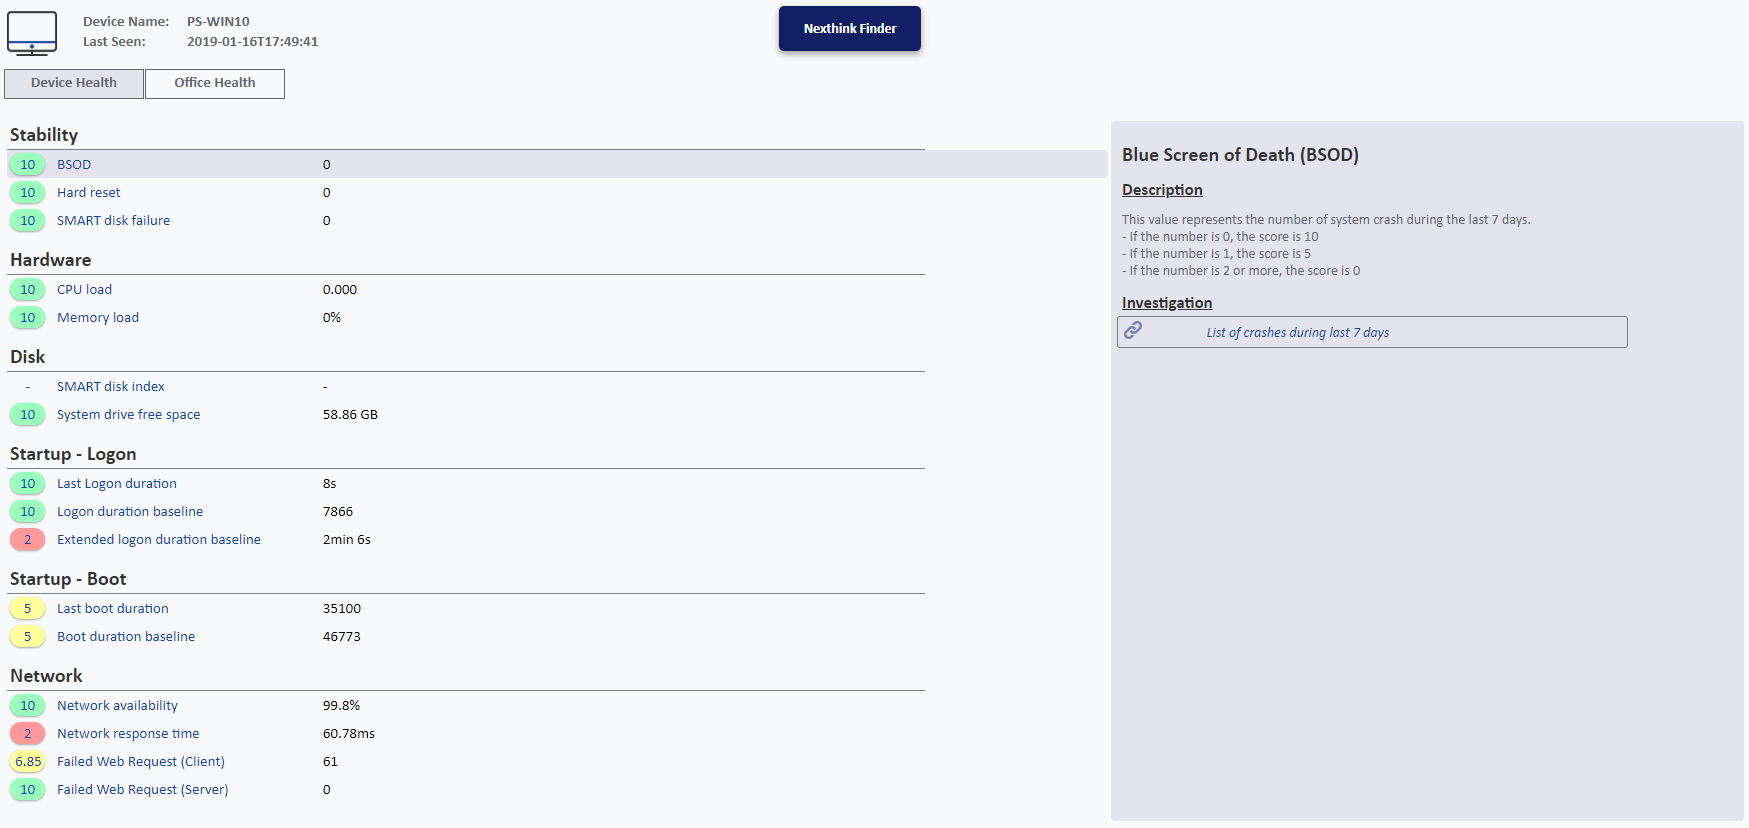 Device Name: PS-WIN10
Last Seen: 2019-01-16T17:49:41
Nexthink Finder
Device Health Office Health
Stability
10 BSOD 0
10 Hard reset 0
10 SMART disk failure 0
Hardware
10 CPU load 0.000
10 Memory load 0%
Disk
- SMART disk index -
10 System drive free space 58.86 GB
Startup - Logon
10 Last Logon duration 8s
10 Logon duration baseline 7866
2 Extended logon duration baseline 2min 6s
Startup - Boot
5 Last boot duration 35100
5 Boot duration baseline 46773
Network
10 Network availability 99.8%
2 Network response time 60.78ms
6.85 Failed Web Request (Client) 61
10 Failed Web Request (Server) 0
Blue Screen of Death (BSOD)
Description
This value represents the number of system crash during the last 7 days.
- If the number is 0, the score is 10
- If the number is 1, the score is 5
- If the number is 2 or more, the score is 0
Investigation
List of crashes during last 7 days